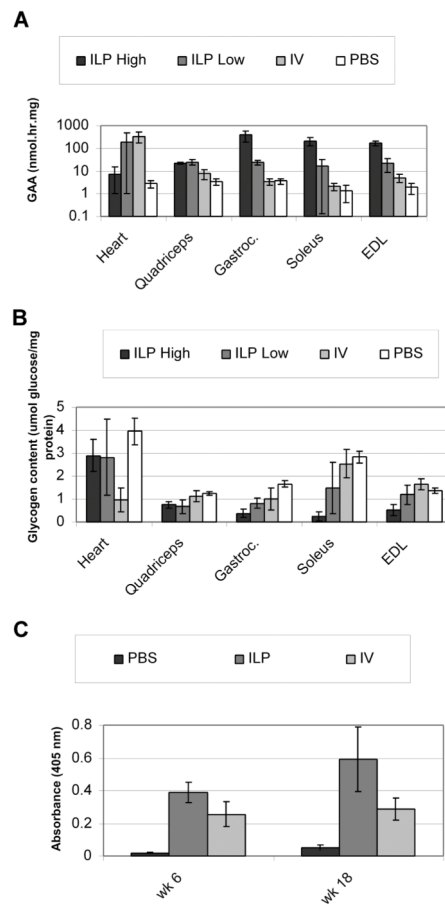 A
ILP High ILP Low IV PBS
GAA (nmol.hr.mg)
1000
100
10
1
0.1
Heart
Quadriceps
Gastroc.
Soleus
EDL
B
ILP High ILP Low IV PBS
Glycogen content (umol glucose/mg
protein)
5
4
3
2
1
0
Heart
Quadriceps
Gastroc.
Soleus
EDL
C
PBS ILP IV
Absorbance (405 nm)
0.8
0.6
0.4
0.2
0
wk 6
wk 18